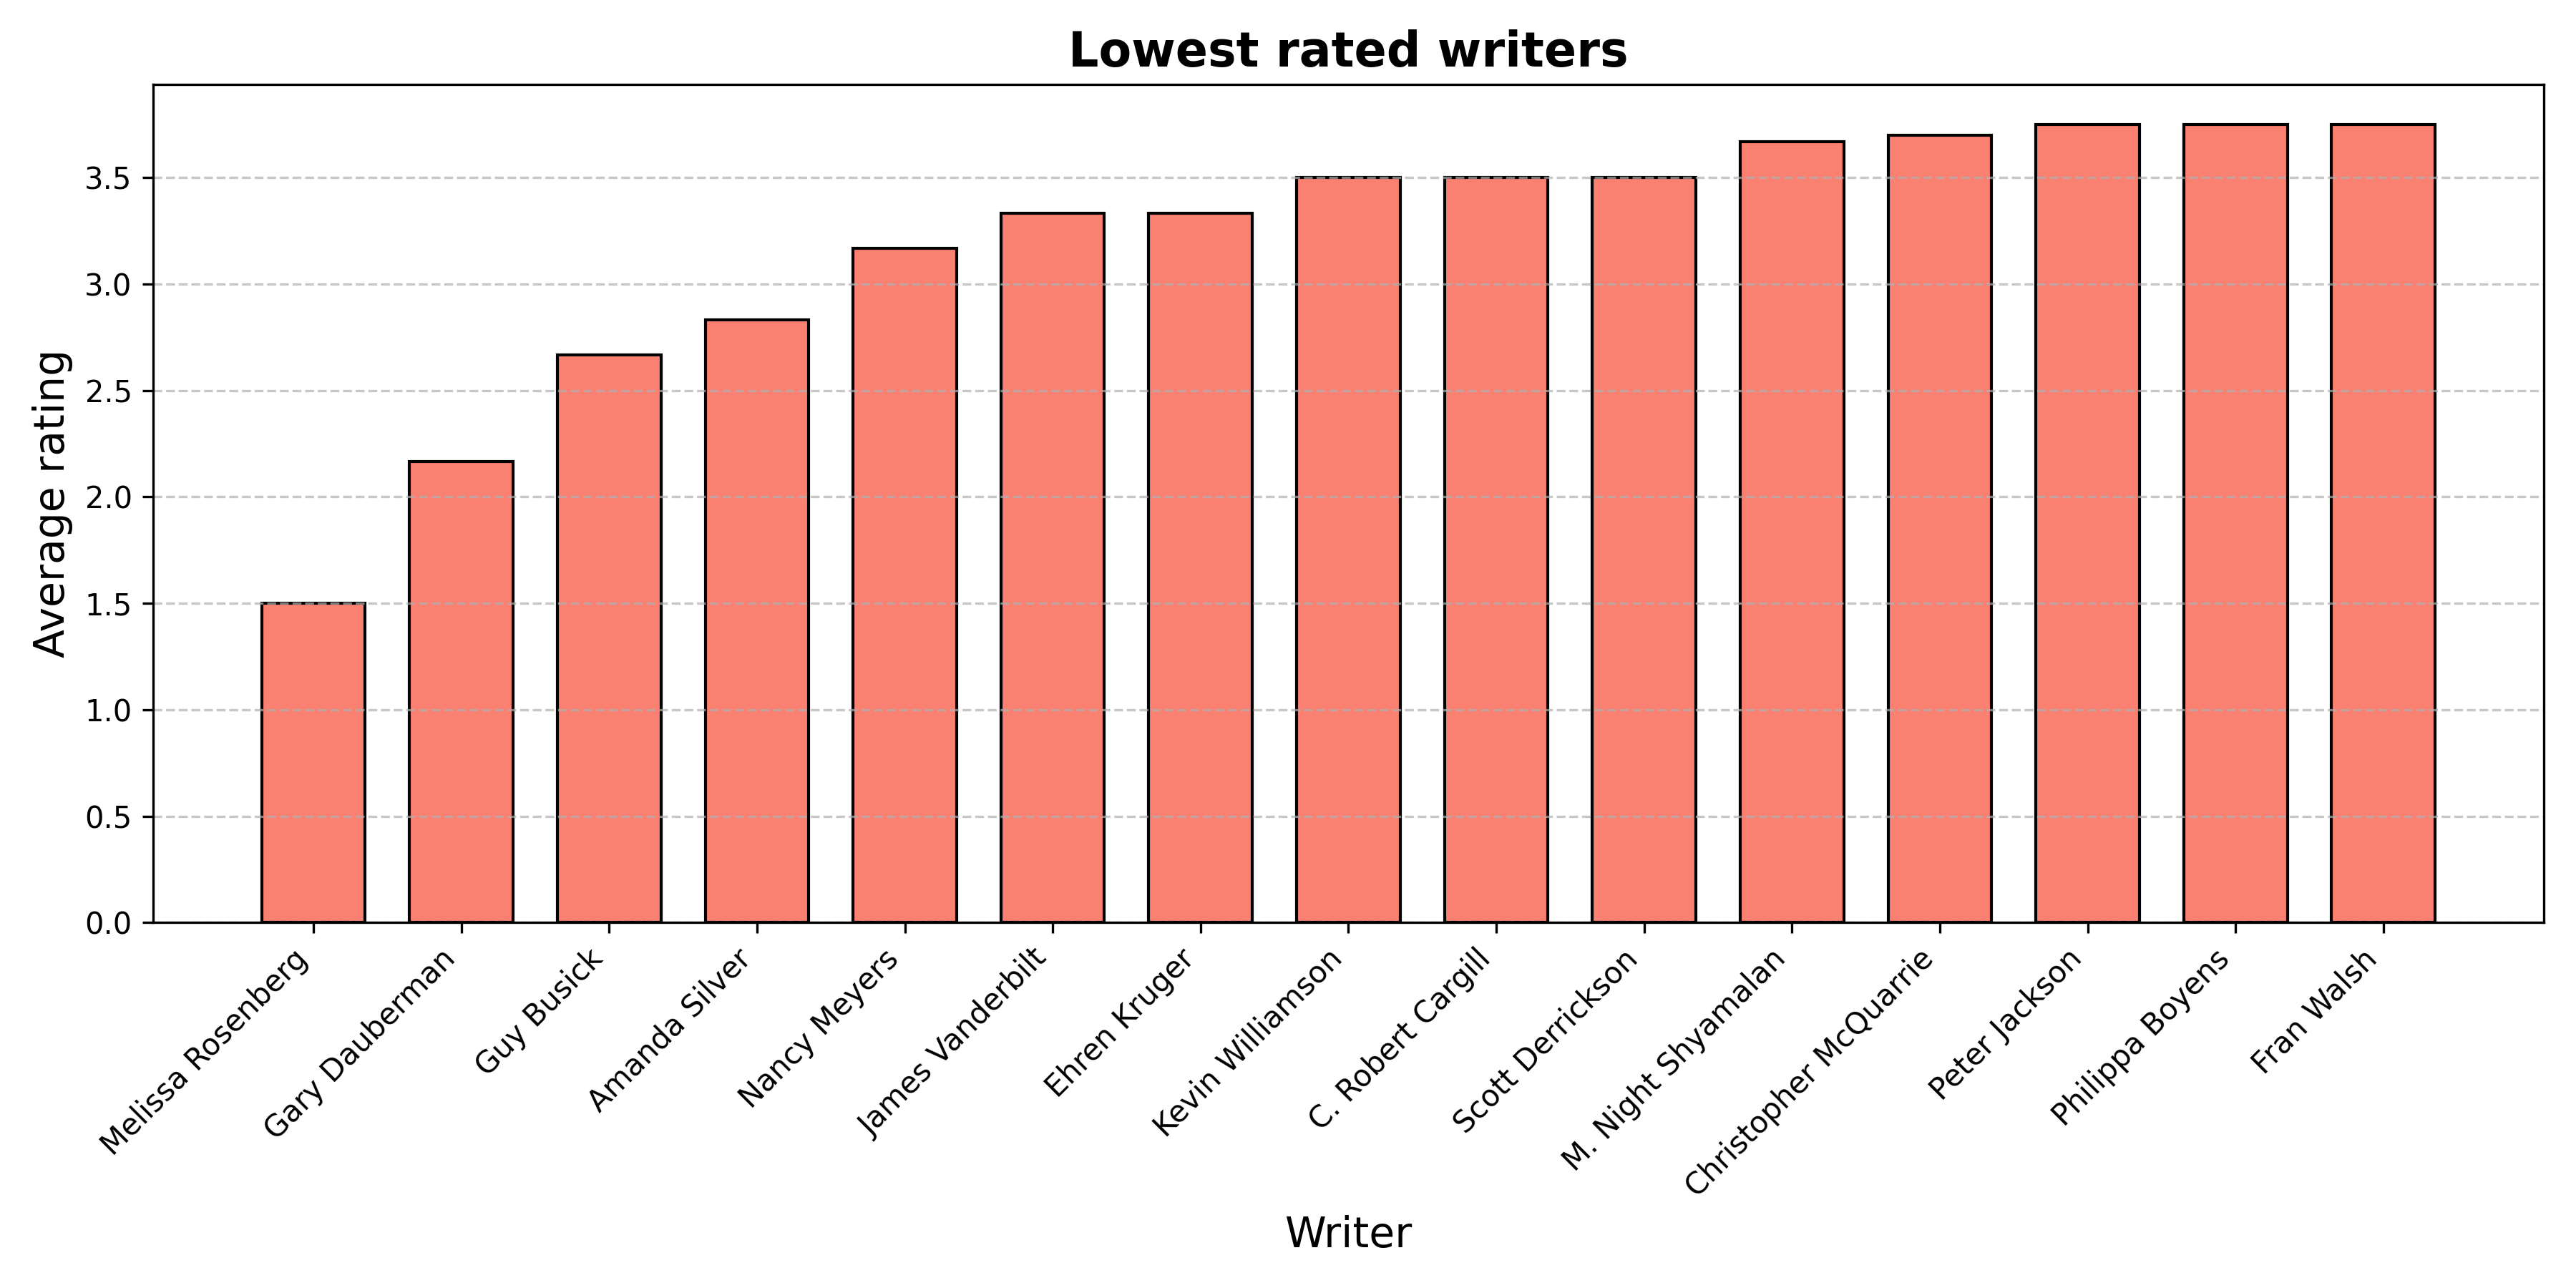 Lowest rated writers
Average rating
3.5
3.0
2.5
2.0
1.5
1.0
0.5
0.0
Melissa Rosenberg
Gary Dauberman
Guy Busick
Amanda Silver
Nancy Meyers
James Vanderbilt
Ehren Kruger
Kevin Williamson
C. Robert Cargill
Scott Derrickson
M. Night Shyamalan
Christopher McQuarrie
Peter Jackson
Philippa Boyens
Fran Walsh
Writer